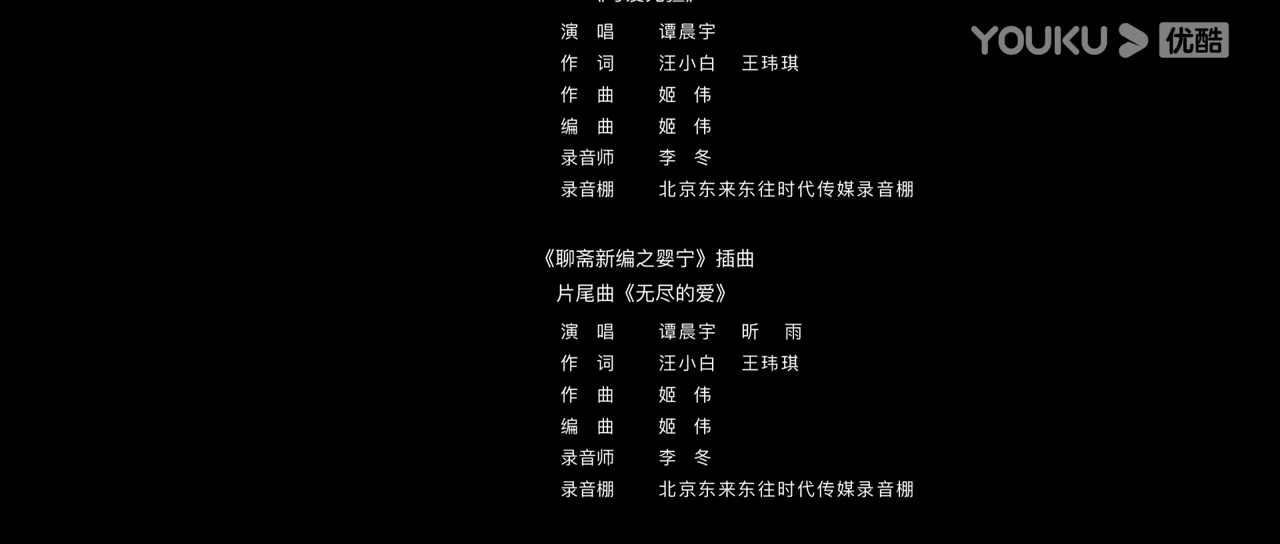 YOUKU 优酷
演 唱 谭晨宇
作 词 汪小白 王玮琪
作 曲 姬 伟
编 曲 姬 伟
录音师 李 冬
录音棚 北京东来东往时代传媒录音棚
《聊斋新编之婴宁》插曲
片尾曲《无尽的爱》
演 唱 谭晨宇 昕 雨
作 词 汪小白 王玮琪
作 曲 姬 伟
编 曲 姬 伟
录音师 李 冬
录音棚 北京东来东往时代传媒录音棚